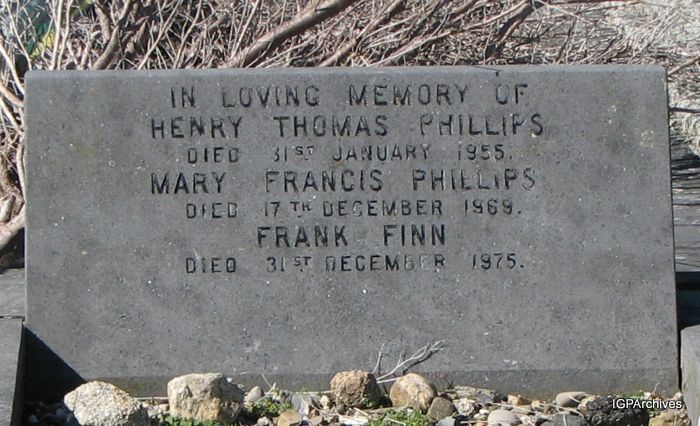 IN LOVING MEMORY OF
HENRY THOMAS PHILLIPS
DIED 31ST JANUARY 1955.
MARY FRANCIS PHILLIPS
DIED 17TH DECEMBER 1969.
FRANK FINN
DIED 31ST DECEMBER 1975.
IGPArchives